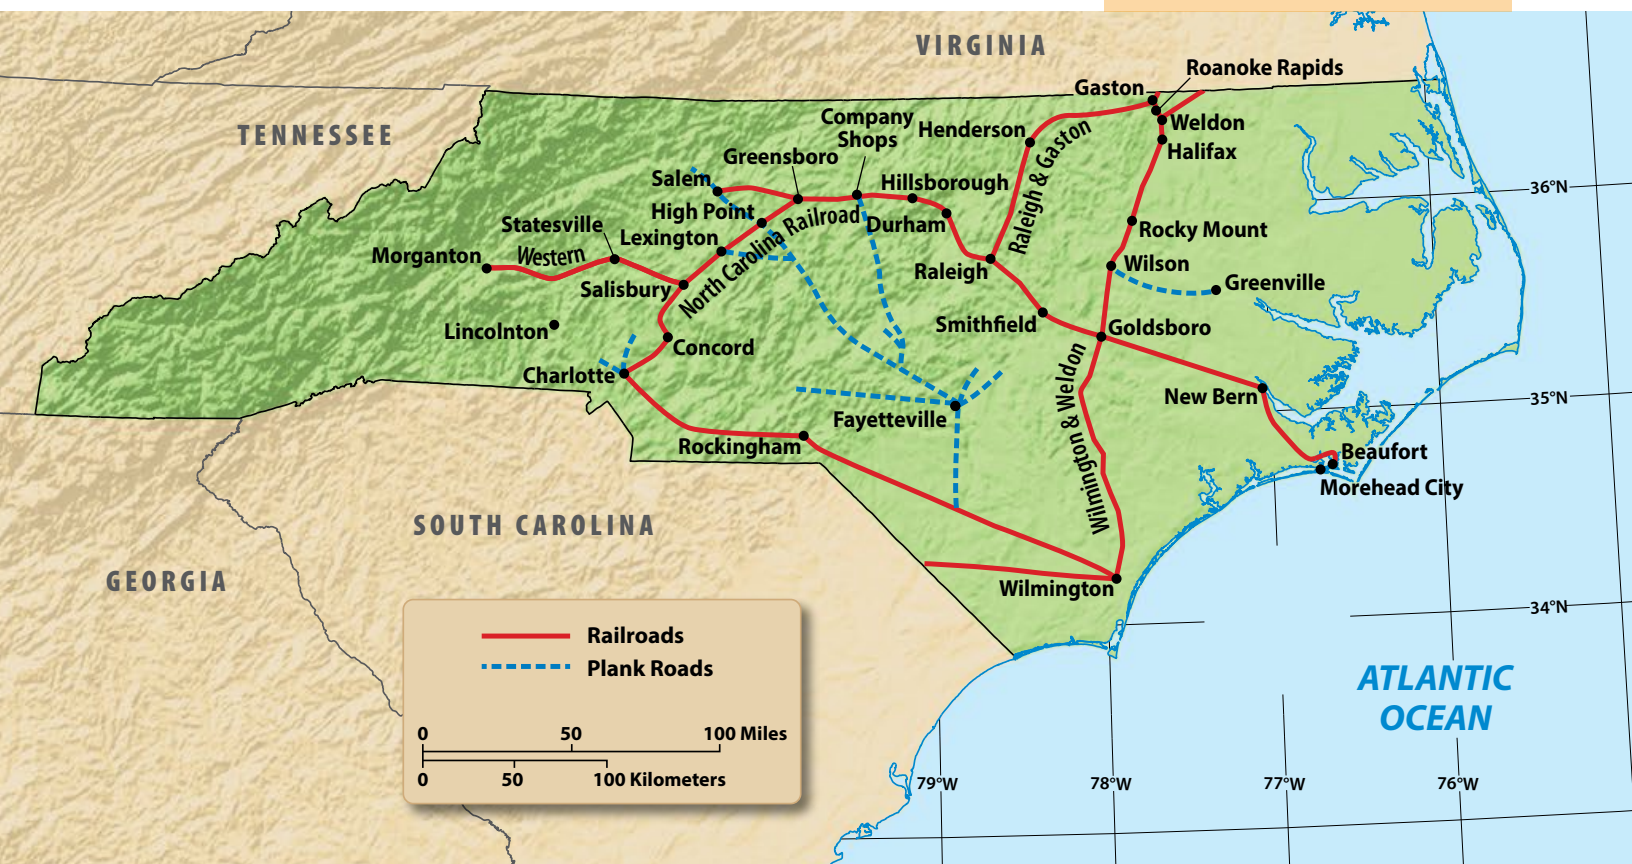 VIRGINIA
Roanoke Rapids
Gaston
TENNESSEE
Company
Shops
Henderson
Weldon
Halifax
Raleigh & Gaston
Greensboro
Salem
Hillsborough
36°N
High Point
North Carolina Railroad
Durham
Statesville
Lexington
Rocky Mount
Morganton
Western
Raleigh
Wilson
Salisbury
Greenville
Lincolnton
Smithfield
Goldsboro
Concord
Charlotte
Wilmington & Weldon
New Bern
35°N
Fayetteville
Rockingham
Beaufort
Morehead City
SOUTH CAROLINA
GEORGIA
Wilmington
34°N
Railroads
Plank Roads
ATLANTIC
OCEAN
0 50 100 Miles
0 50 100 Kilometers
79°W 78°W 77°W 76°W